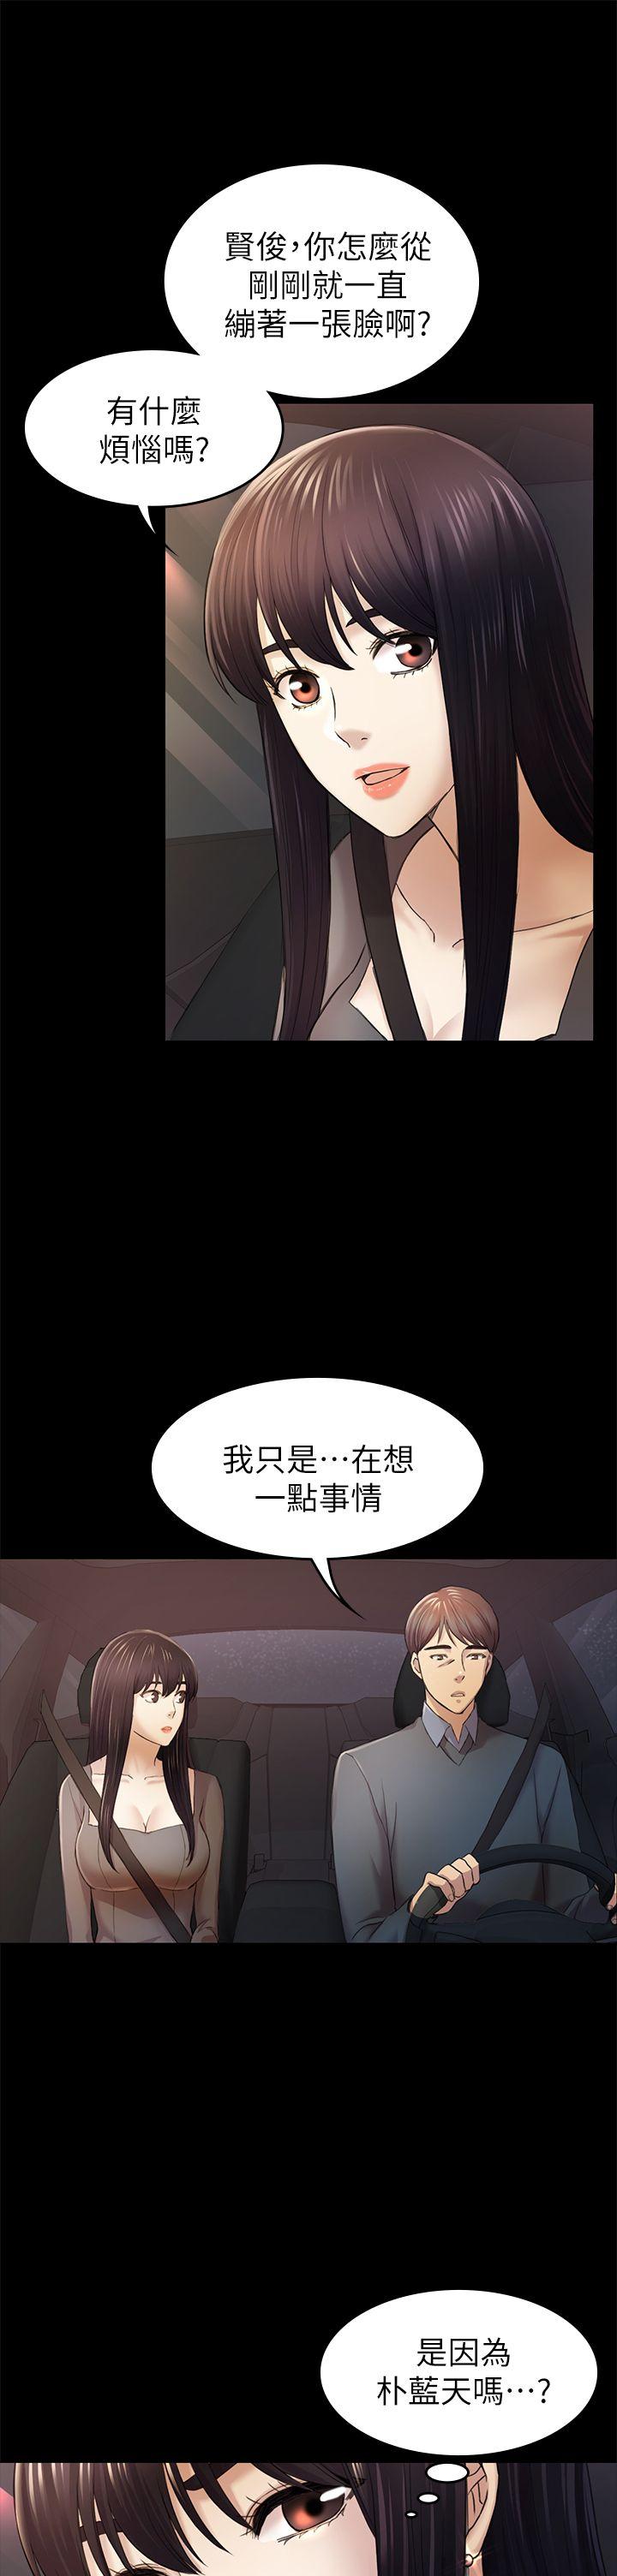 賢俊，你怎麼從
剛剛就一直
繃著一張臉啊?
有什麼
煩惱嗎?
我只是⋯在想
一點事情
是因為
朴藍天嗎⋯?